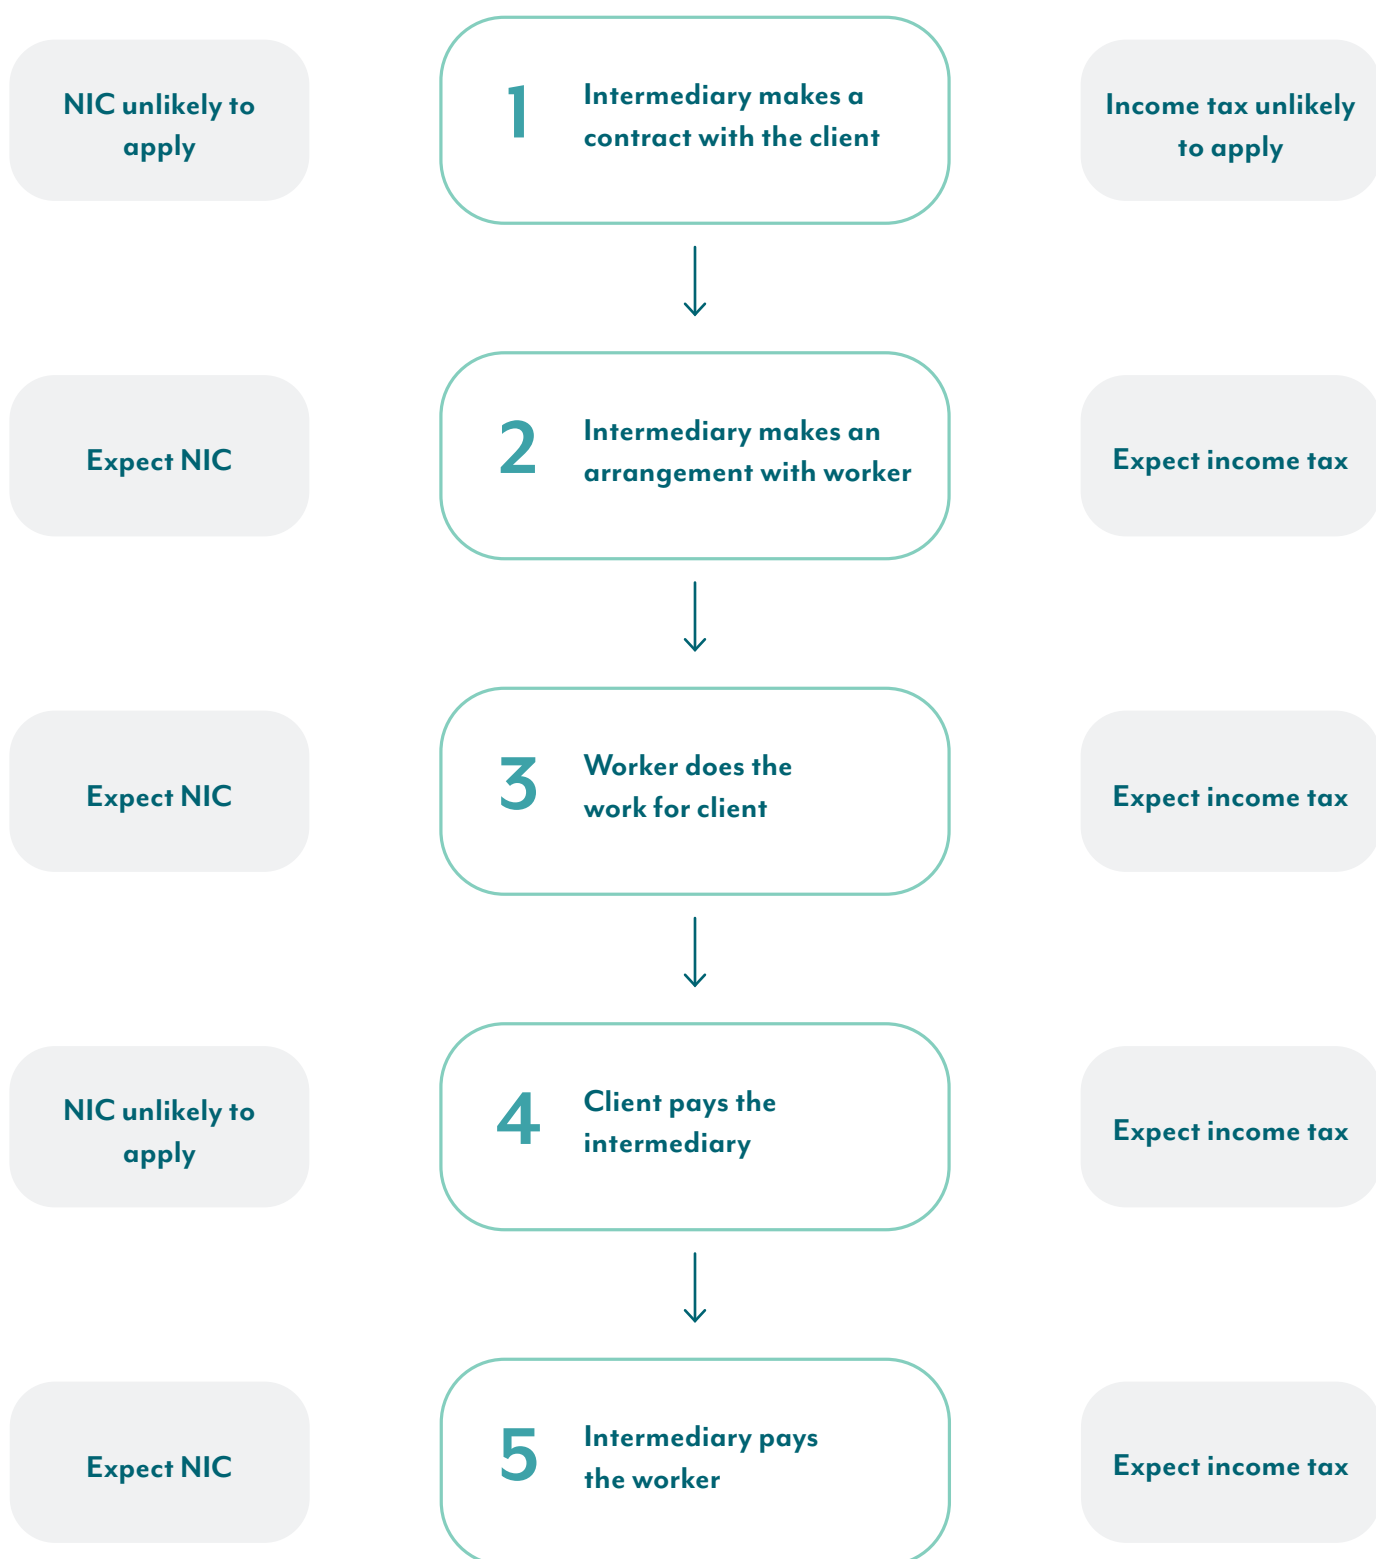 NIC unlikely to
apply
1
Intermediary makes a
contract with the client
Income tax unlikely
to apply
Expect NIC
2
Intermediary makes an
arrangement with worker
Expect income tax
Expect NIC
3
Worker does the
work for client
Expect income tax
NIC unlikely to
apply
4
Client pays the
intermediary
Expect income tax
Expect NIC
5
Intermediary pays
the worker
Expect income tax